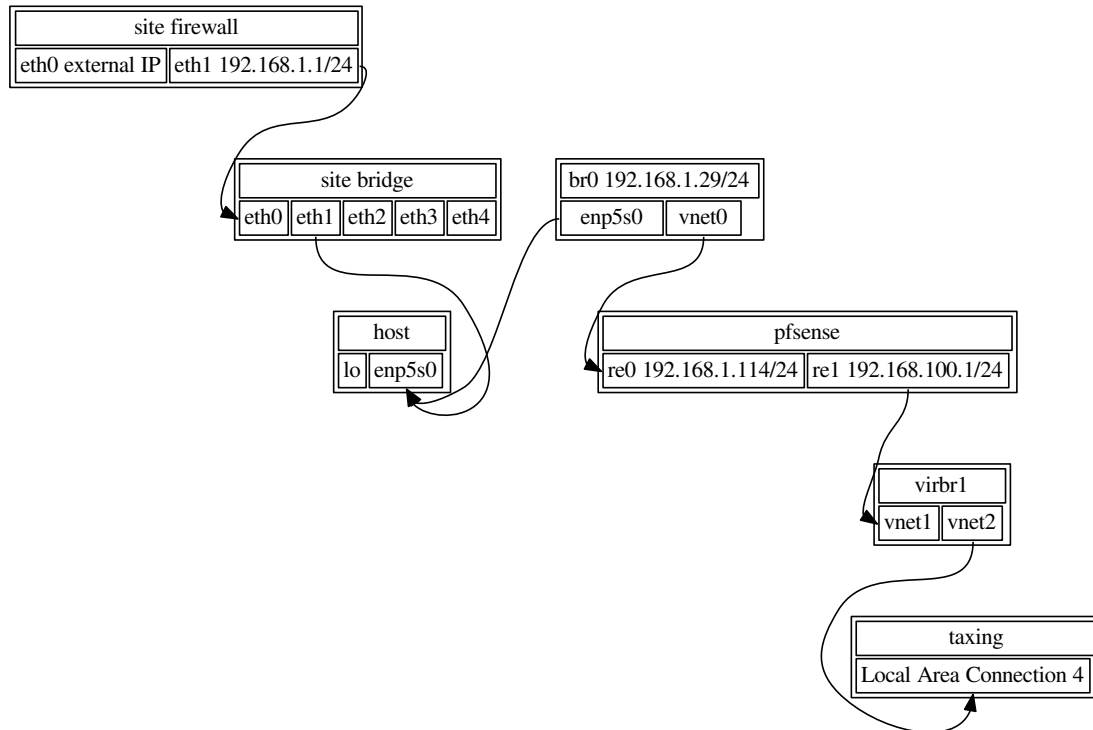 site firewall
eth0 external IP eth1 192.168.1.1/24
site bridge
eth0 eth1 eth2 eth3 eth4
br0 192.168.1.29/24
enp5s0 vnet0
host
lo enp5s0
pfsense
re0 192.168.1.114/24 re1 192.168.100.1/24
virbr1
vnet1 vnet2
taxing
Local Area Connection 4